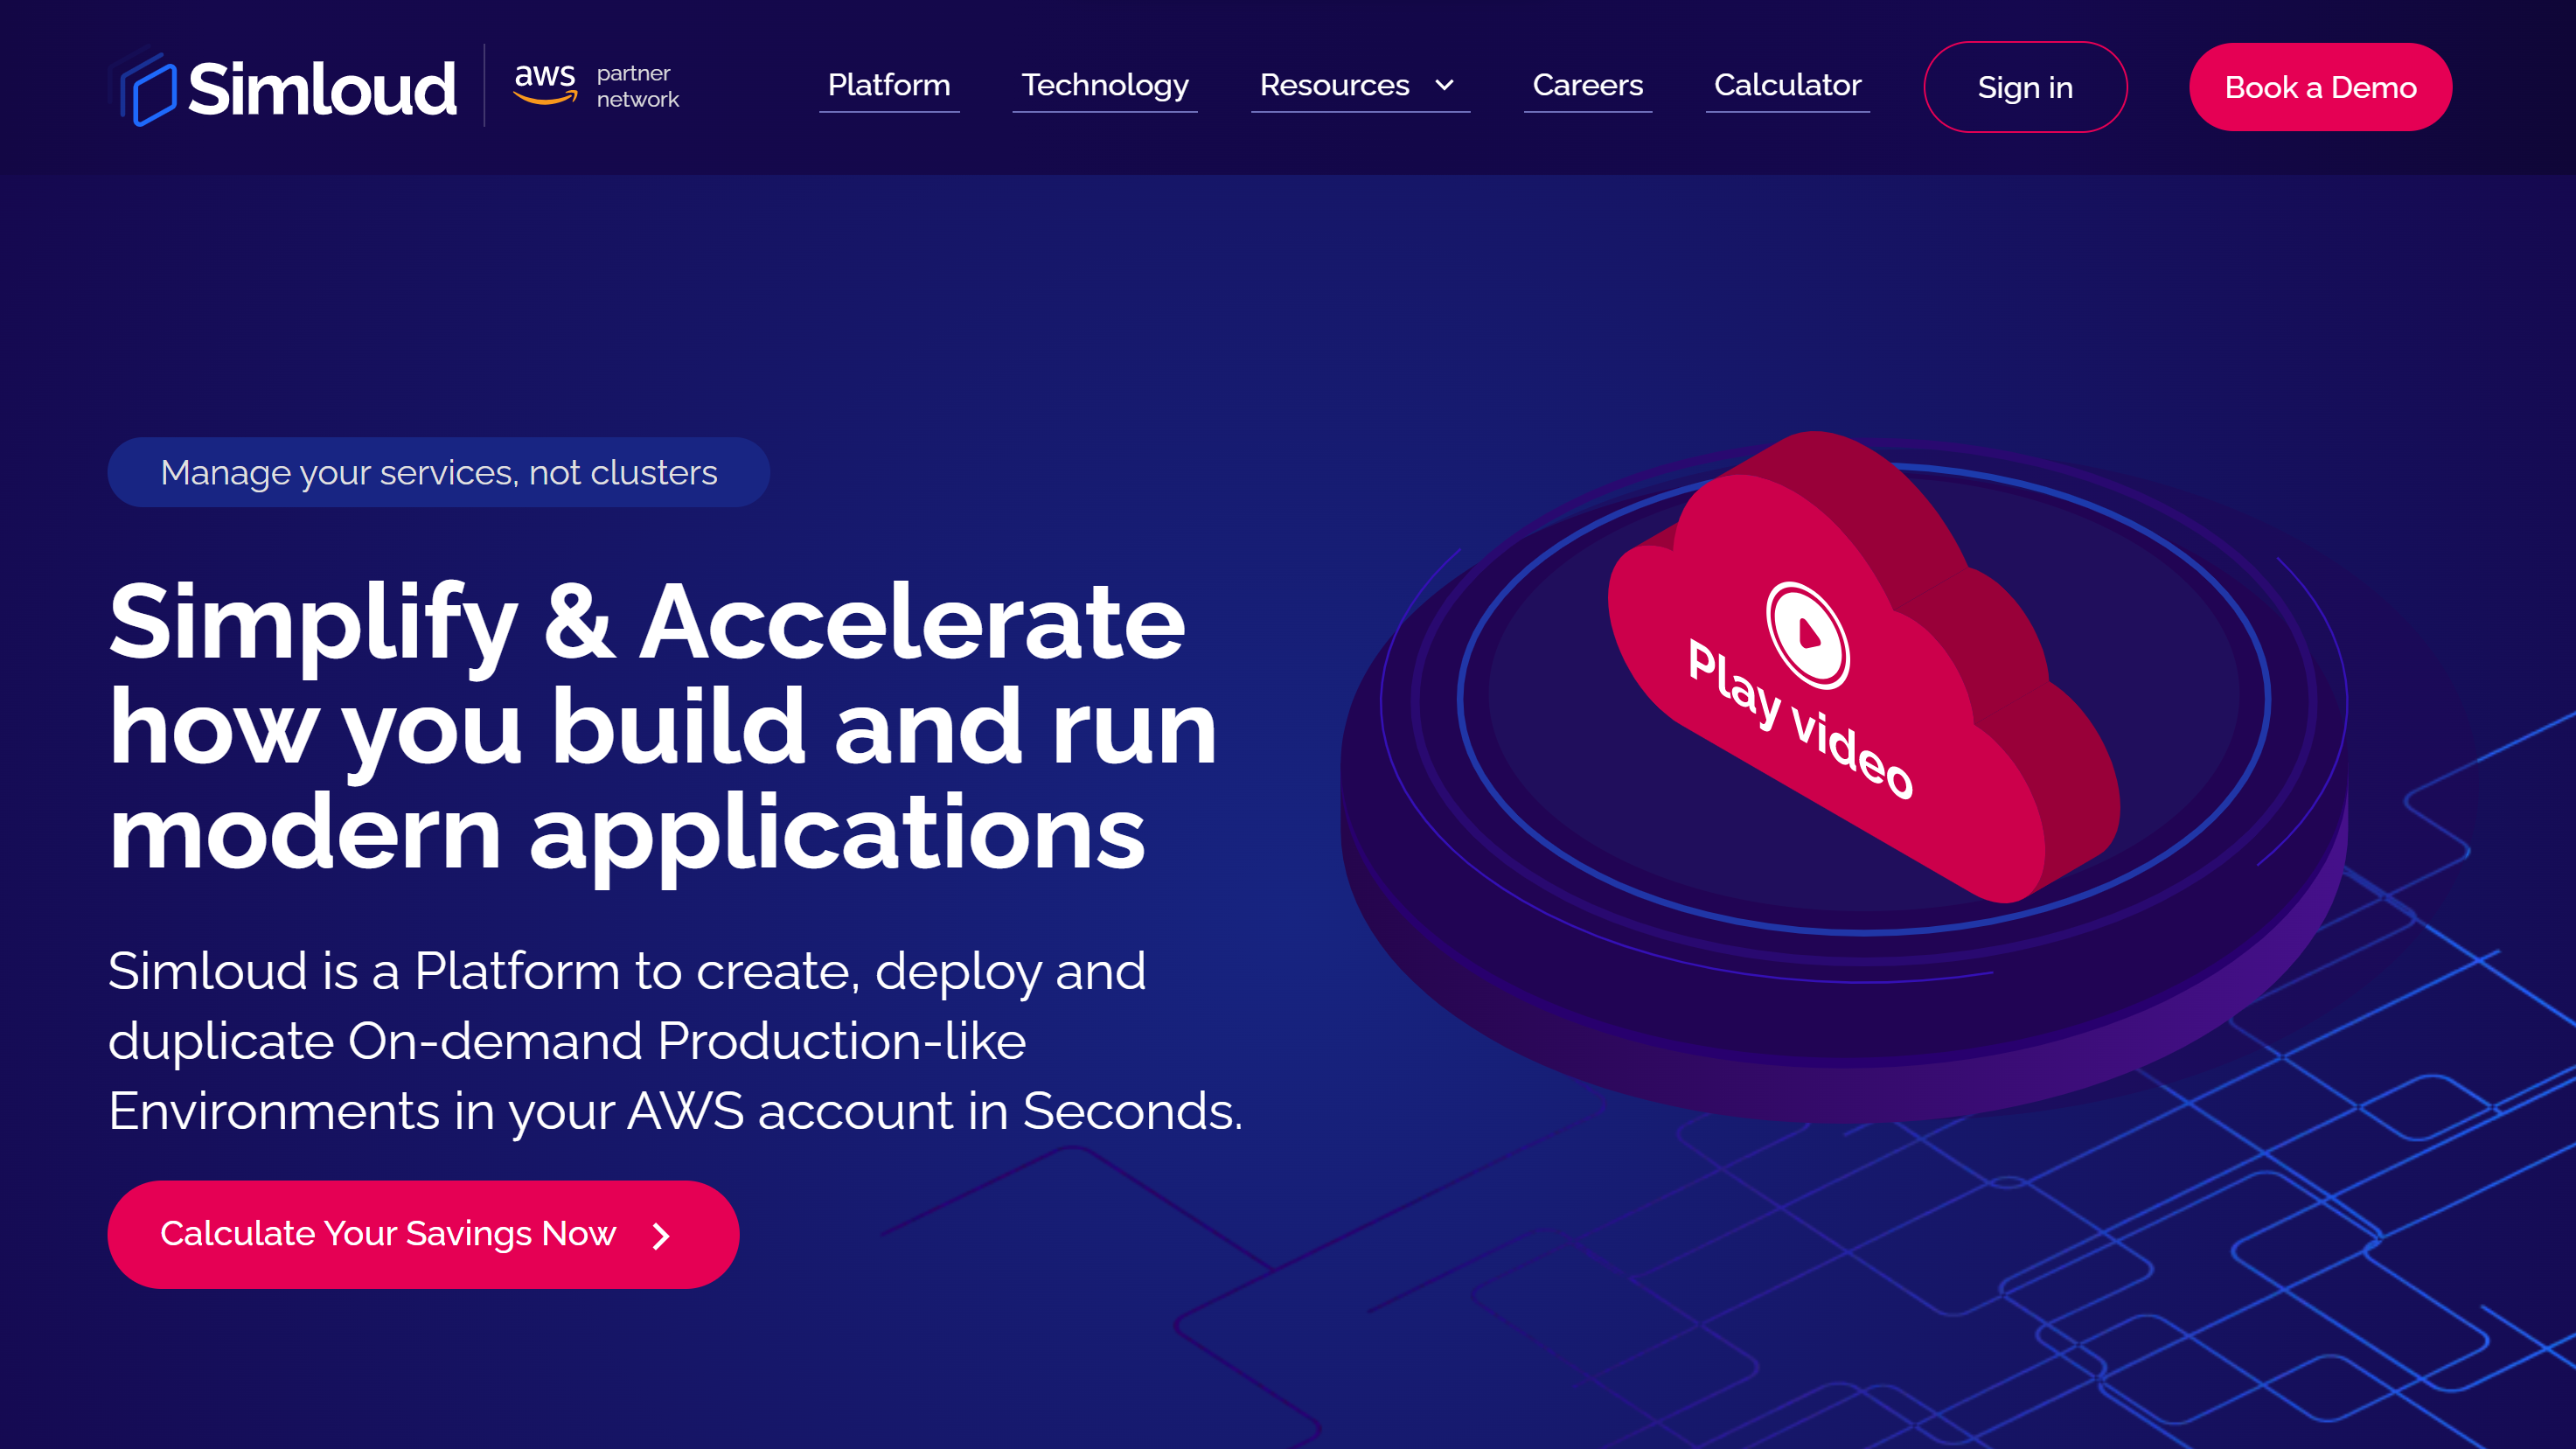 Simloud
aws partner network
Platform
Technology
Resources
Careers
Calculator
Sign in
Book a Demo
Manage your services, not clusters
Simplify & Accelerate
how you build and run
modern applications
Simloud is a Platform to create, deploy and
duplicate On-demand Production-like
Environments in your AWS account in Seconds.
Calculate Your Savings Now
Play video